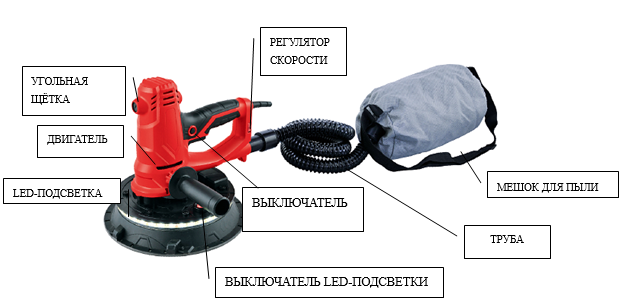 РЕГУЛЯТОР
СКОРОСТИ
УГОЛЬНАЯ
ЩЁТКА
ДВИГАТЕЛЬ
LED-ПОДСВЕТКА
ВЫКЛЮЧАТЕЛЬ
МЕШОК ДЛЯ ПЫЛИ
ТРУБА
ВЫКЛЮЧАТЕЛЬ LED-ПОДСВЕТКИ